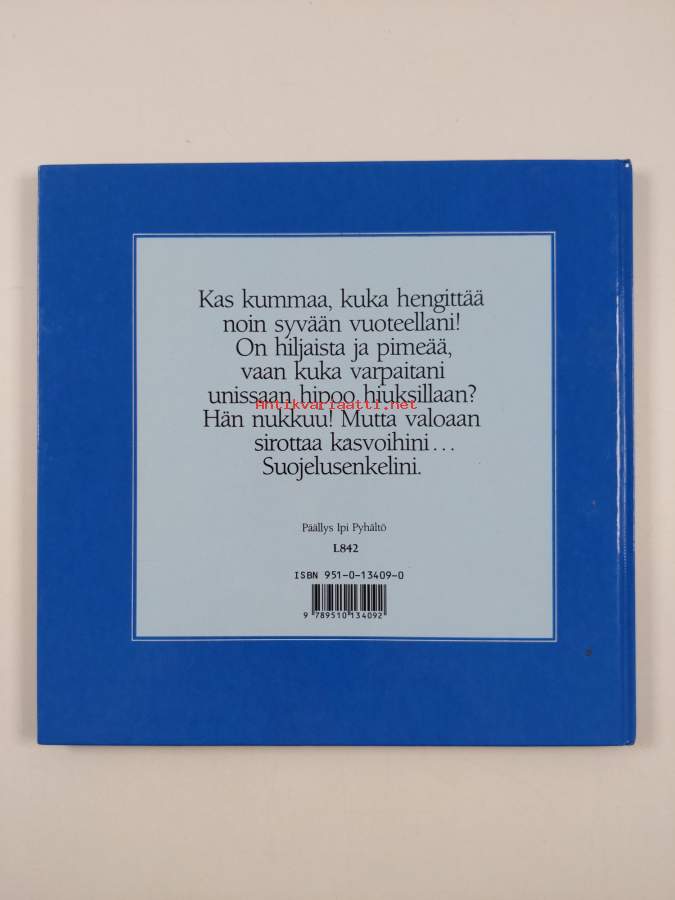 Kas kummaa, kuka hengittää
noin syvään vuoteellani!
On hiljaista ja pimeää,
vaan kuka varpaitani
unissaan hipoo hiuksillaan?
Antikvariaatti.net
Hän nukkuu! Mutta valoaan
sirottaa kasvoihini...
Suojelusenkelini.
Päällys Ipi Pyhältö
L842
ISBN 951-0-13409-0
9 789510 134092